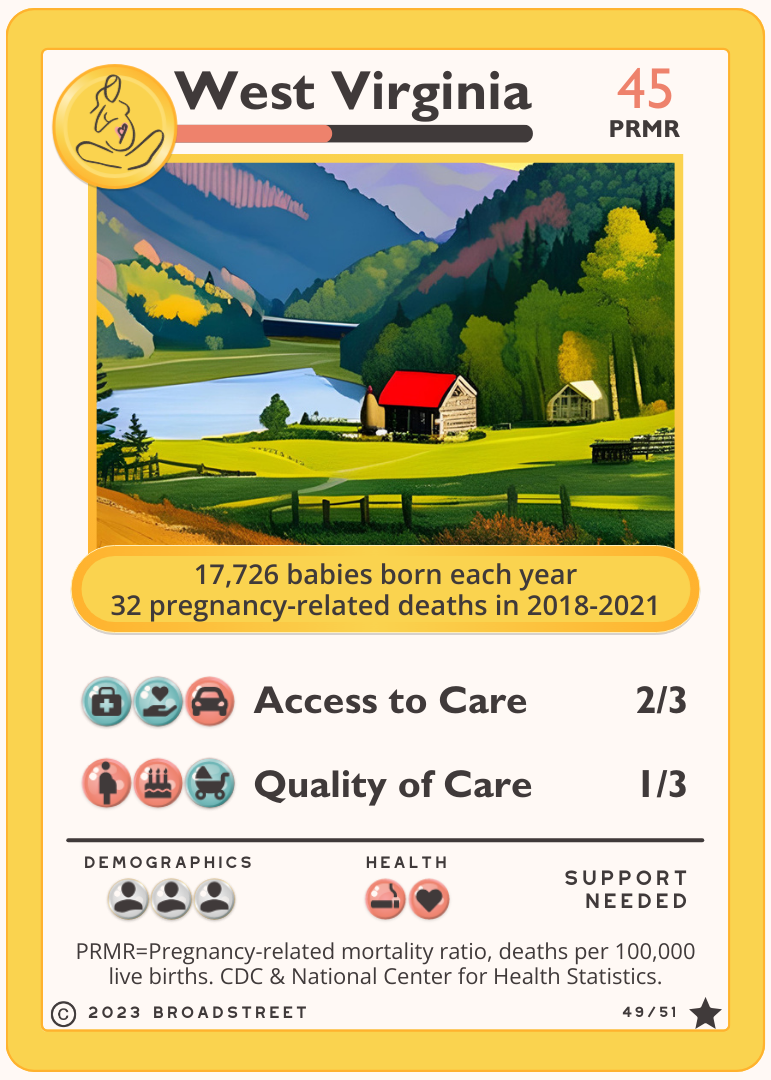 West Virginia
45
PRMR
17,726 babies born each year
32 pregnancy-related deaths in 2018-2021
Access to Care 2/3
Quality of Care 1/3
DEMOGRAPHICS
HEALTH
SUPPORT
NEEDED
PRMR=Pregnancy-related mortality ratio, deaths per 100,000
live births. CDC & National Center for Health Statistics.
© 2023 BROADSTREET 49/51